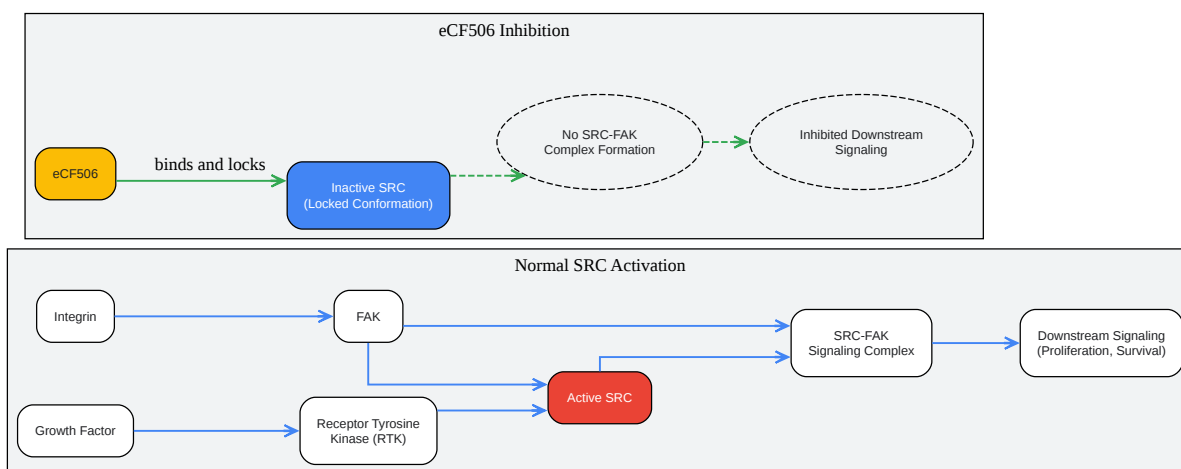 eCF506 Inhibition
No SRC-FAK
Complex Formation
Inhibited Downstream
Signaling
eCF506
binds and locks
Inactive SRC
(Locked Conformation)
Normal SRC Activation
Integrin
FAK
SRC-FAK
Signaling Complex
Downstream Signaling
(Proliferation, Survival)
Active SRC
Growth Factor
Receptor Tyrosine
Kinase (RTK)